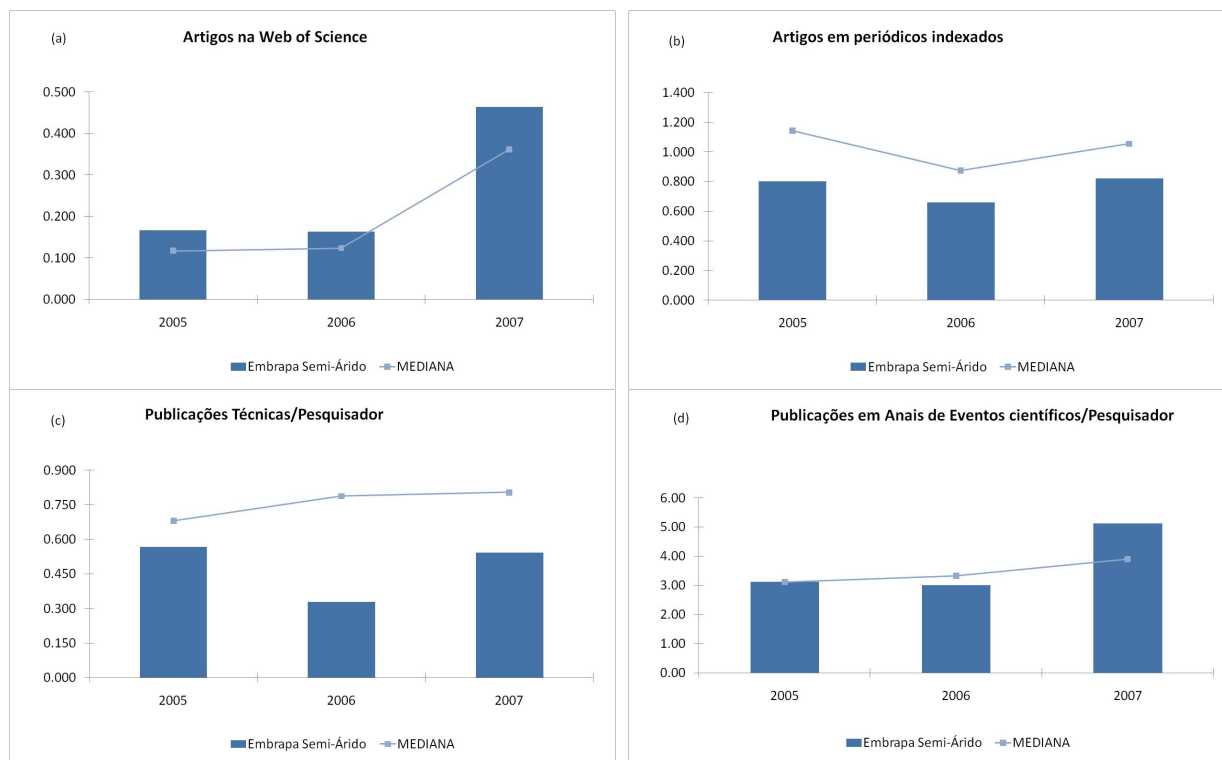 (a)
Artigos na Web of Science
0.500
0.400
0.300
0.200
0.100
0.000
2005 2006 2007
Embrapa Semi-Árido MEDIANA
(b)
Artigos em periódicos indexados
1.400
1.200
1.000
0.800
0.600
0.400
0.200
0.000
2005 2006 2007
Embrapa Semi-Árido MEDIANA
(c)
Publicações Técnicas/Pesquisador
0.900
0.750
0.600
0.450
0.300
0.150
0.000
2005 2006 2007
Embrapa Semi-Árido MEDIANA
(d)
Publicações em Anais de Eventos científicos/Pesquisador
6.00
5.00
4.00
3.00
2.00
1.00
0.00
2005 2006 2007
Embrapa Semi-Árido MEDIANA